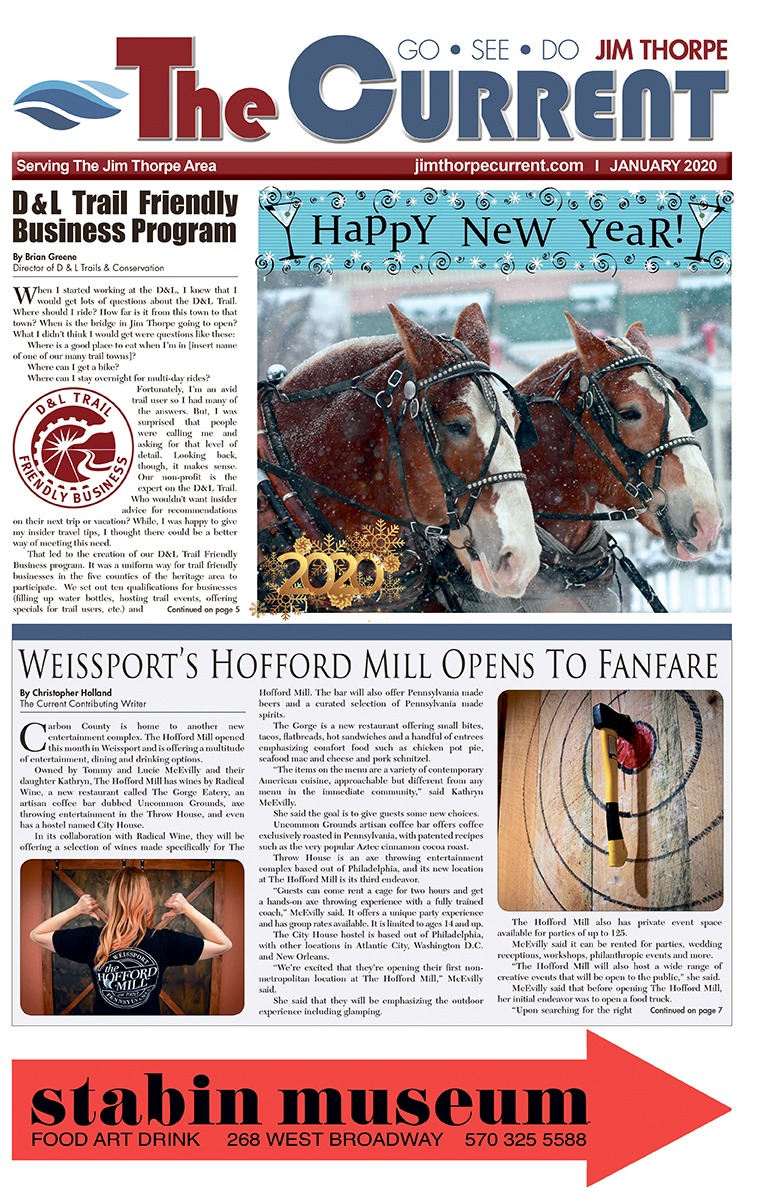 GO • SEE • DO JIM THORPE
The CURRENT
Serving The Jim Thorpe Area
jimthorpecurrent.com I JANUARY 2020
D & L Trail Friendly
Business Program
By Brian Greene
Director of D & L Trails & Conservation
When I started working at the D&L, I knew that I
would get lots of questions about the D&L Trail.
Where should I ride? How far is it from this town to that
town? When is the bridge in Jim Thorpe going to open?
What I didn't think I would get were questions like these:
Where is a good place to eat when I'm in [insert name
of one of our many trail towns]?
Where can I get a bike?
Where can I stay overnight for multi-day rides?
Fortunately, I'm an avid
trail user so I had many of
the answers. But, I was
surprised that people
were calling me and
asking for that level of
detail. Looking back,
though, it makes sense.
Our non-profit is the
expert on the D&L Trail.
Who wouldn't want insider
advice for recommendations
on their next trip or vacation? While, I was happy to give
my insider travel tips, I thought there could be a better
way of meeting this need.
That led to the creation of our D&L Trail Friendly
Business program. It was a uniform way for trail friendly
businesses in the five counties of the heritage area to
participate. We set out ten qualifications for businesses
(filling up water bottles, hosting trail events, offering
specials for trail users, etc.) and Continued on page 5
D&L TRAIL
FRIENDLY BUSINESS
HaPPY NeW YeaR!
2020
WEISSPORT'S HOFFORD MILL OPENS TO FANFARE
By Christopher Holland
The Current Contributing Writer
Carbon County is home to another new
entertainment complex. The Hofford Mill opened
this month in Weissport and is offering a multitude
of entertainment, dining and drinking options.
Owned by Tommy and Lucie McEvilly and their
daughter Kathryn, The Hofford Mill has wines by Radical
Wine, a new restaurant called The Gorge Eatery, an
artisan coffee bar dubbed Uncommon Grounds, axe
throwing entertainment in the Throw House, and even
has a hostel named City House.
In its collaboration with Radical Wine, they will be
offering a selection of wines made specifically for The
WEISSPORT
the
HOFFORD
MILL
PENNSYLVANIA
Hofford Mill. The bar will also offer Pennsylvania made
beers and a curated selection of Pennsylvania made
spirits.
The Gorge is a new restaurant offering small bites,
tacos, flatbreads, hot sandwiches and a handful of entrees
emphasizing comfort food such as chicken pot pie,
seafood mac and cheese and pork schnitzel.
"The items on the menu are a variety of contemporary
American cuisine, approachable but different from any
menu in the immediate community," said Kathryn
McEvilly.
She said the goal is to give guests some new choices.
Uncommon Grounds artisan coffee bar offers coffee
exclusively roasted in Pennsylvania, with patented recipes
such as the very popular Aztec cinnamon cocoa roast.
Throw House is an axe throwing entertainment
complex based out of Philadelphia, and its new location
at The Hofford Mill is its third endeavor.
"Guests can come rent a cage for two hours and get
a hands-on axe throwing experience with a fully trained
coach," McEvilly said. It offers a unique party experience
and has group rates available. It is limited to ages 14 and up.
The City House hostel is based out of Philadelphia,
with other locations in Atlantic City, Washington D.C.
and New Orleans.
"We're excited that they're opening their first non-
metropolitan location at The Hofford Mill," McEvilly
said.
She said that they will be emphasizing the outdoor
experience including glamping.
The Hofford Mill also has private event space
available for parties of up to 125.
McEvilly said it can be rented for parties, wedding
receptions, workshops, philanthropic events and more.
"The Hofford Mill will also host a wide range of
creative events that will be open to the public," she said.
McEvilly said that before opening The Hofford Mill,
her initial endeavor was to open a food truck.
"Upon searching for the right Continued on page 7
stabin museum
FOOD ART DRINK 268 WEST BROADWAY 570 325 5588